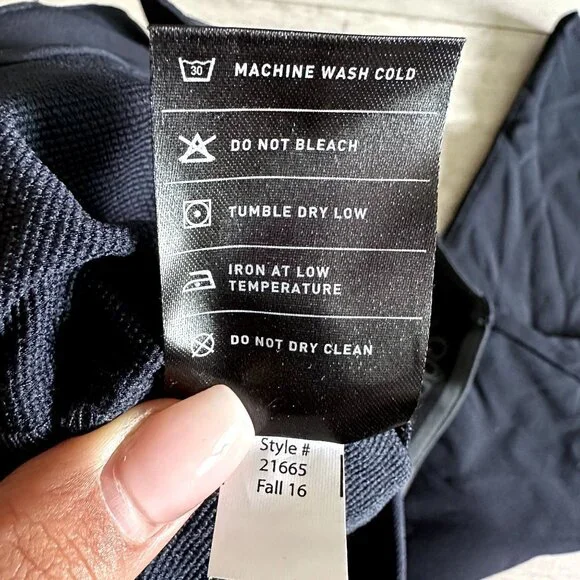 30
MACHINE WASH COLD
DO NOT BLEACH
TUMBLE DRY LOW
IRON AT LOW
TEMPERATURE
DO NOT DRY CLEAN
Style #
21665
Fall 16